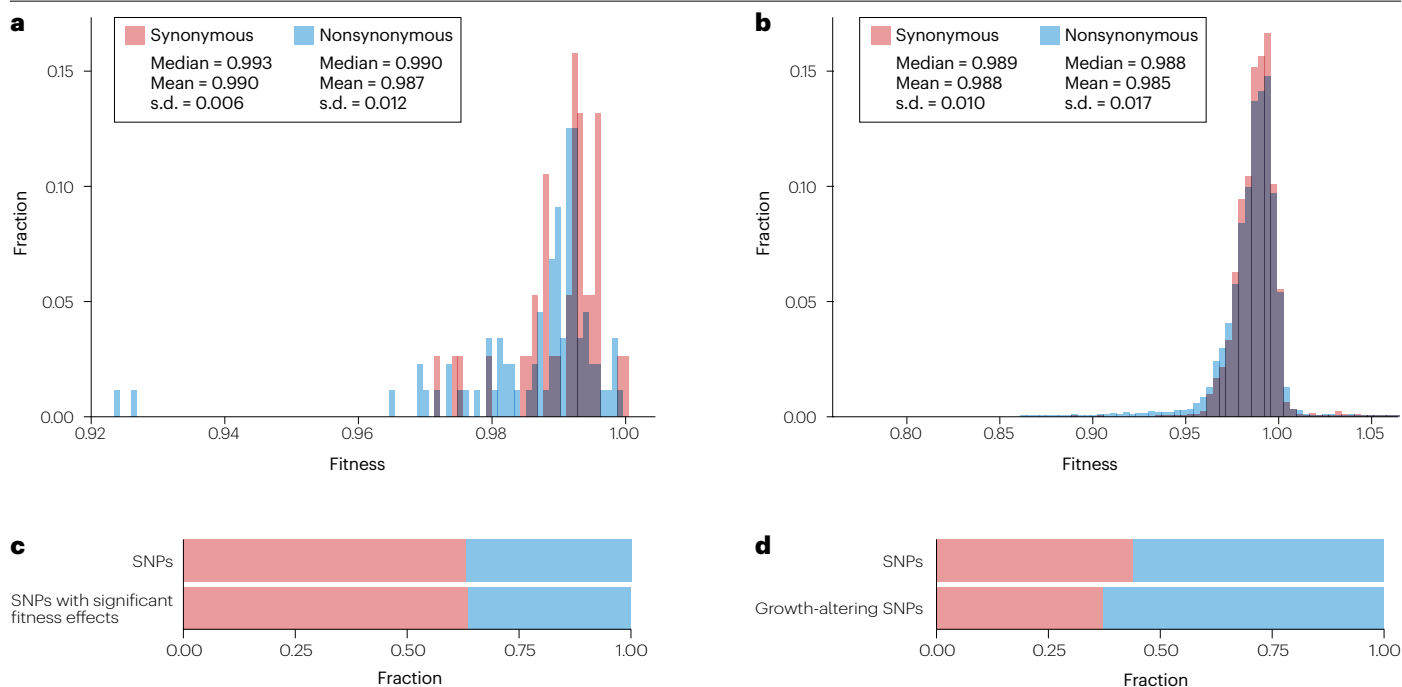 a
Synonymous
Median = 0.993
Mean = 0.990
s.d. = 0.006
Nonsynonymous
Median = 0.990
Mean = 0.987
s.d. = 0.012
Fraction
0.15
0.10
0.05
0.00
0.92
0.94
0.96
0.98
1.00
Fitness
b
Synonymous
Median = 0.989
Mean = 0.988
s.d. = 0.010
Nonsynonymous
Median = 0.988
Mean = 0.985
s.d. = 0.017
Fraction
0.15
0.10
0.05
0.00
0.80
0.85
0.90
0.95
1.00
1.05
Fitness
c
SNPs
SNPs with significant
fitness effects
0.00
0.25
0.50
0.75
1.00
Fraction
d
SNPs
Growth-altering SNPs
0.00
0.25
0.50
0.75
1.00
Fraction